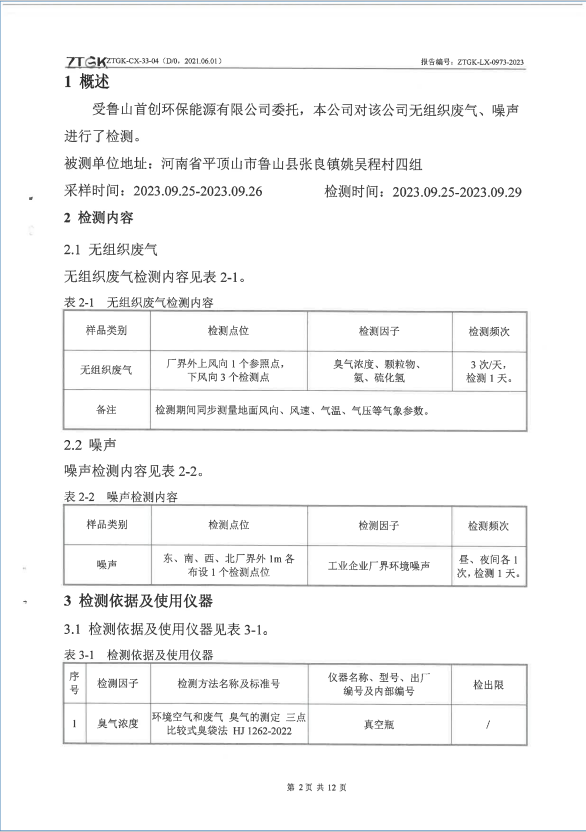 ZTGK ZTGK-CX-33-04（D/0，2021.06.01） 报告编号：ZTGK-LX-0973-2023
1 概述
受鲁山首创环保能源有限公司委托，本公司对该公司无组织废气、噪声
进行了检测。
被测单位地址：河南省平顶山市鲁山县张良镇姚吴程村四组
采样时间：2023.09.25-2023.09.26 检测时间：2023.09.25-2023.09.29
2 检测内容
2.1 无组织废气
无组织废气检测内容见表 2-1。
表 2-1 无组织废气检测内容
样品类别 检测点位 检测因子 检测频次
无组织废气 厂界外上风向 1 个参照点， 臭气浓度、颗粒物、 3 次/天，
下风向 3 个检测点 氨、硫化氢 检测 1 天。
备注 检测期间同步测量地面风向、风速、气温、气压等气象参数。
2.2 噪声
噪声检测内容见表 2-2。
表 2-2 噪声检测内容
样品类别 检测点位 检测因子 检测频次
噪声 东、南、西、北厂界外 1m 各 工业企业厂界环境噪声 昼、夜间各 1
布设 1 个检测点位 次，检测 1 天。
3 检测依据及使用仪器
3.1 检测依据及使用仪器见表 3-1。
表 3-1 检测依据及使用仪器
序号 检测因子 检测方法名称及标准号 仪器名称、型号、出厂 检出限
编号及内部编号
1 臭气浓度 环境空气和废气 臭气的测定 三点 真空瓶 /
比较式臭袋法 HJ 1262-2022
第 2 页 共 12 页